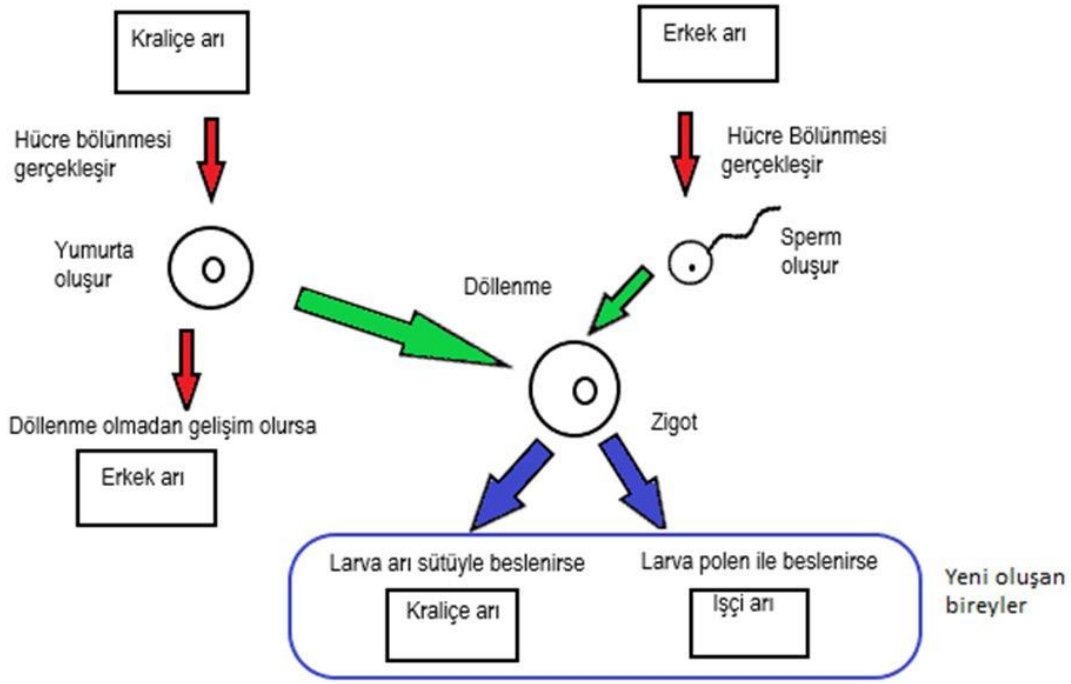 Kraliçe arı
Erkek arı
Hücre bölünmesi
gerçekleşir
Hücre Bölünmesi
gerçekleşir
Yumurta
oluşur
Sperm
oluşur
Döllenme
Döllenme olmadan gelişim olursa
Erkek arı
Zigot
Larva arı sütüyle beslenirse
Kraliçe arı
Larva polen ile beslenirse
Işçi arı
Yeni oluşan
bireyler